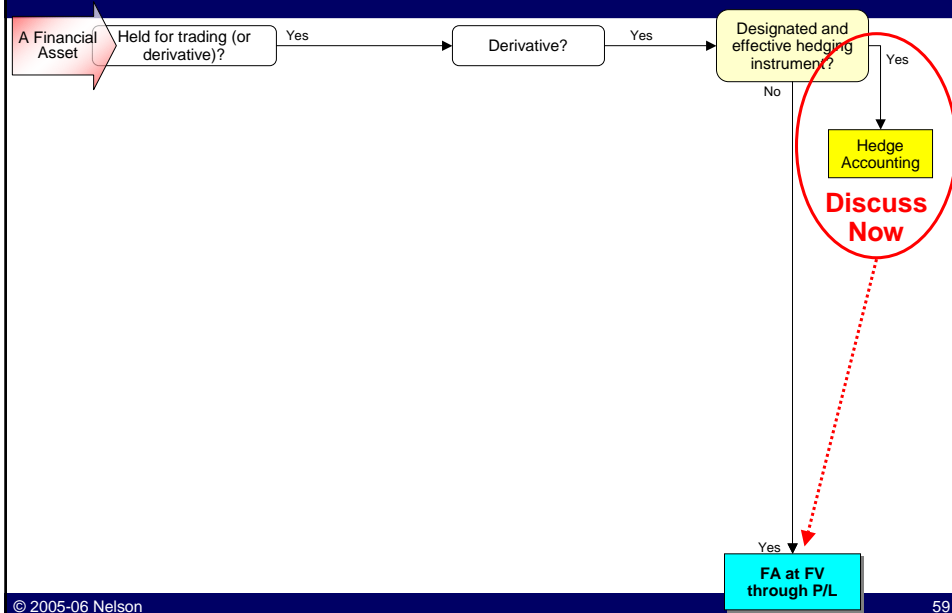 A Financial
Asset
Held for trading (or
derivative)?
Yes
Derivative?
Yes
Designated and
effective hedging
instrument?
Yes
No
Hedge
Accounting
Discuss
Now
Yes
FA at FV
through P/L
© 2005-06 Nelson
59